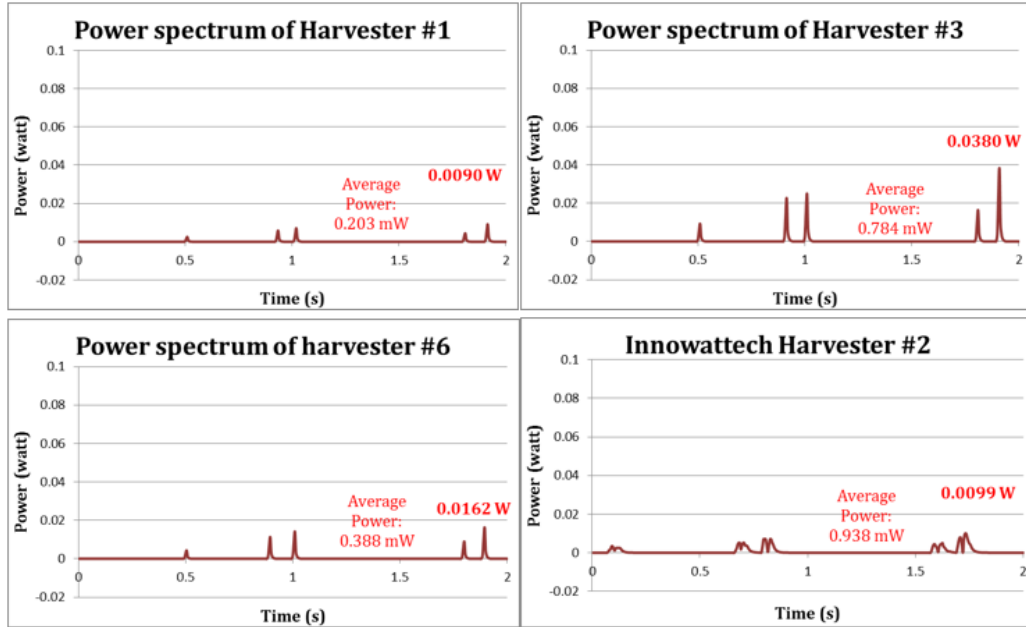 Power spectrum of Harvester #1
0.1
0.08
0.06
0.04
0.02
0
-0.02
Power (watt)
0.0090 W
Average
Power:
0.203 mW
0
0.5
1
1.5
2
Time (s)
Power spectrum of Harvester #3
0.1
0.08
0.06
0.04
0.02
0
-0.02
Power (watt)
0.0380 W
Average
Power:
0.784 mW
0
0.5
1
1.5
2
Time (s)
Power spectrum of harvester #6
0.1
0.08
0.06
0.04
0.02
0
-0.02
Power (watt)
0.0162 W
Average
Power:
0.388 mW
0
0.5
1
1.5
2
Time (s)
Innowattech Harvester #2
0.1
0.08
0.06
0.04
0.02
0
-0.02
Power (watt)
0.0099 W
Average
Power:
0.938 mW
0
0.5
1
1.5
2
Time (s)